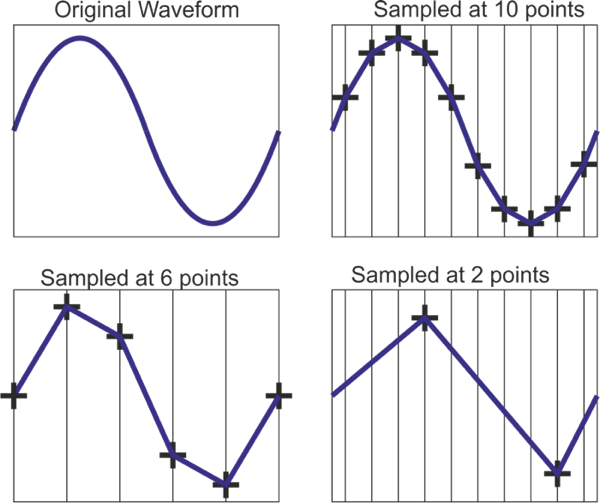 Original Waveform
Sampled at 10 points
Sampled at 6 points
Sampled at 2 points